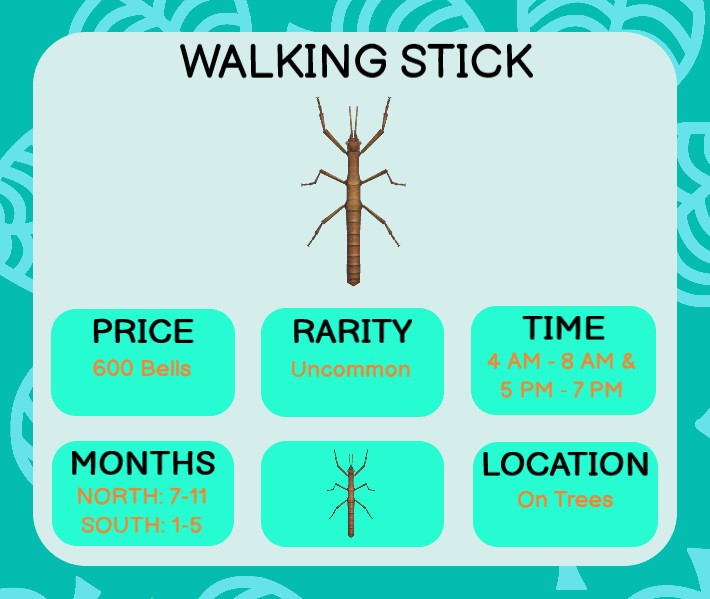 WALKING STICK
PRICE
600 Bells
RARITY
Uncommon
TIME
4 AM - 8 AM &
5 PM - 7 PM
MONTHS
NORTH: 7-11
SOUTH: 1-5
LOCATION
On Trees